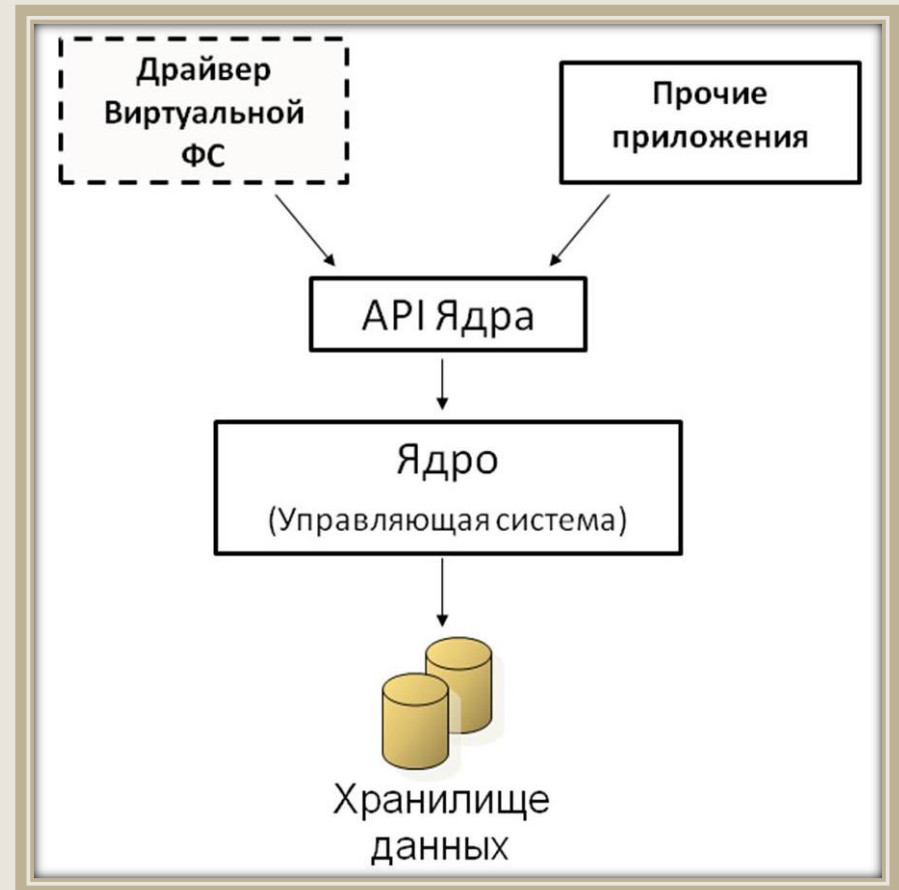 Драйвер
Виртуальной
ФС
Прочие
приложения
API Ядра
Ядро
(Управляющая система)
Хранилище
данных